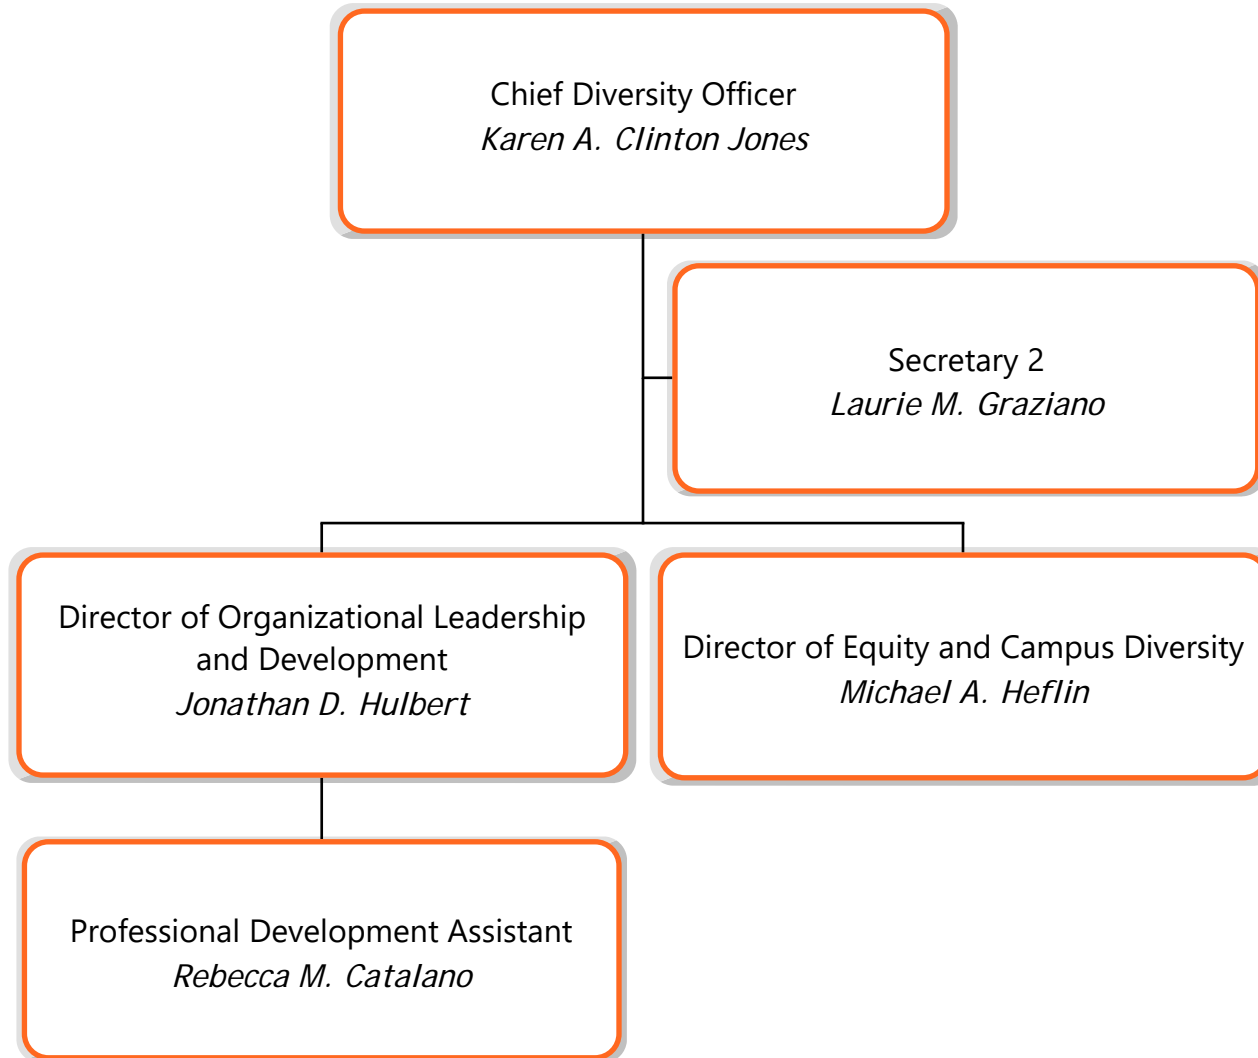 Chief Diversity Officer
Karen A. Clinton Jones
Secretary 2
Laurie M. Graziano
Director of Organizational Leadership
and Development
Jonathan D. Hulbert
Director of Equity and Campus Diversity
Michael A. Heflin
Professional Development Assistant
Rebecca M. Catalano